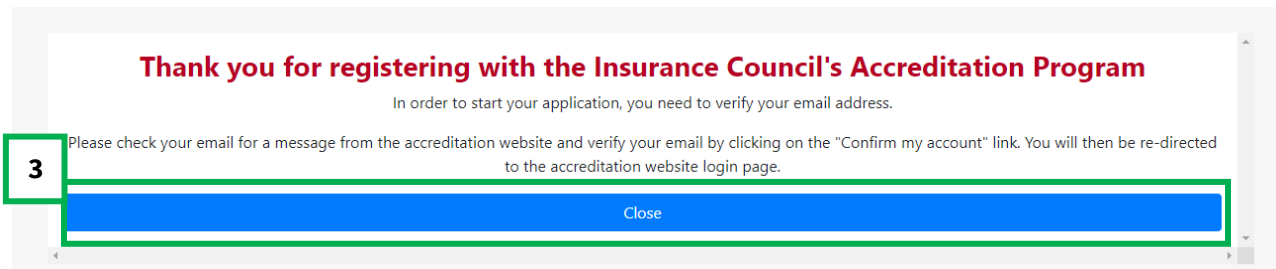 Thank you for registering with the Insurance Council's Accreditation Program
In order to start your application, you need to verify your email address.
Please check your email for a message from the accreditation website and verify your email by clicking on the "Confirm my account" link. You will then be re-directed
to the accreditation website login page.
3
Close